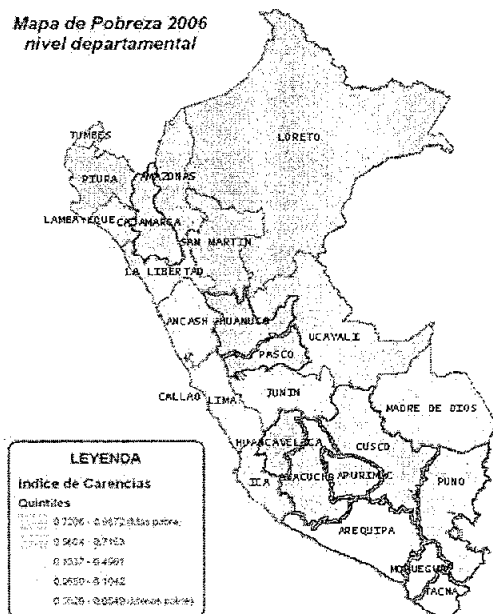 Mapa de Pobreza 2006
nivel departamental
TUMBES
LORETO
PIURA
AMAZONAS
LAMBAYEQUE
CAJAMARCA
SAN MARTIN
LA LIBERTAD
ANCASH
HUANUCO
UCAYALI
PASCO
CALLAO
LIMA
JUNIN
MADRE DE DIOS
HUANCAVELICA
CUSCO
ICA
AYACUCHO
APURIMAC
PUNO
AREQUIPA
MOQUEGUA
TACNA
LEYENDA
Indice de Carencias
Quintiles